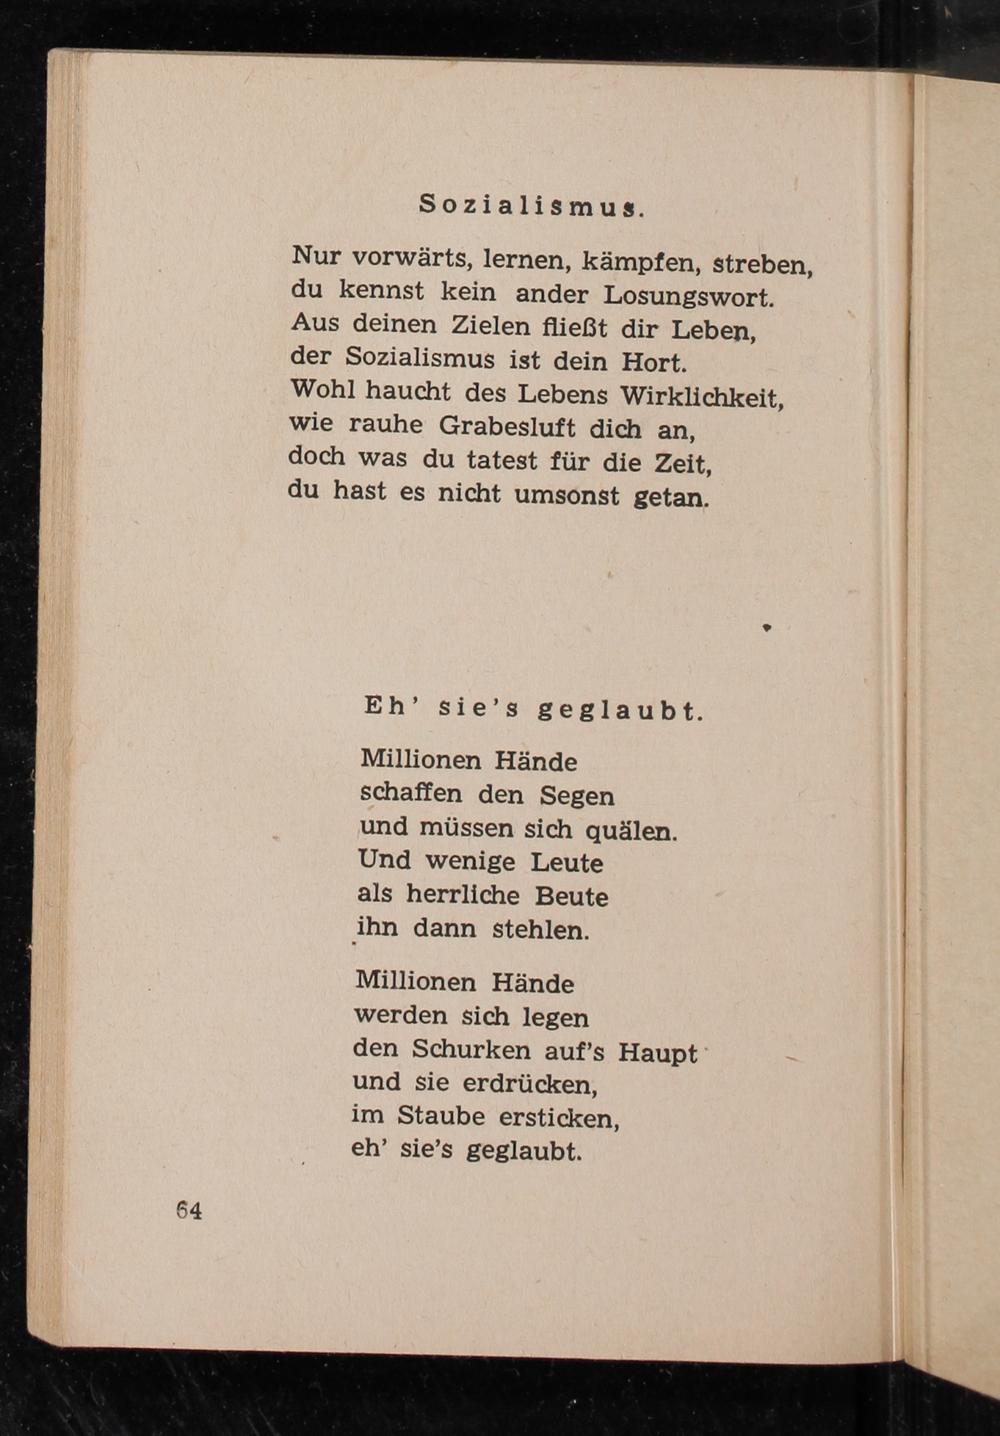 Sozialismus.
Nur vorwärts, lernen, kämpfen, streben,
du kennst kein ander Losungswort.
Aus deinen Zielen fließt dir Leben,
der Sozialismus ist dein Hort.
Wohl haucht des Lebens Wirklichkeit,
wie rauhe Grabesluft dich an,
doch was du tatest für die Zeit,
du hast es nicht umsonst getan.
Eh’ sie’s geglaubt.
Millionen Hände
schaffen den Segen
und müssen sich quälen.
Und wenige Leute
als herrliche Beute
ihn dann stehlen.
Millionen Hände
werden sich legen
den Schurken auf’s Haupt
und sie erdrücken,
im Staube ersticken,
eh’ sie’s geglaubt.
64